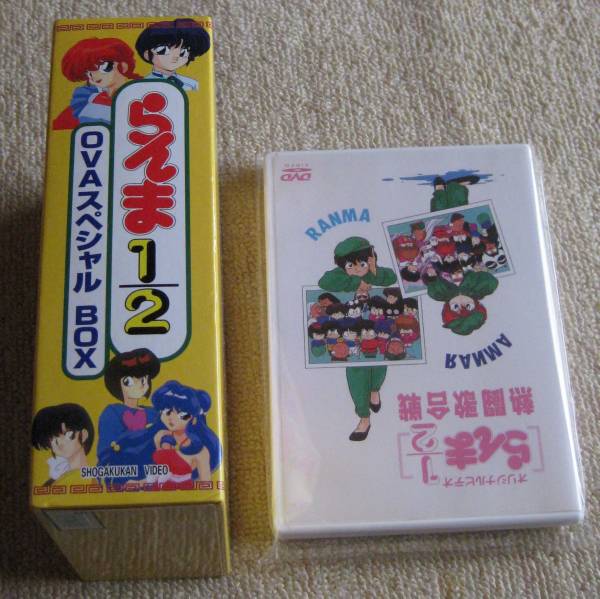 らんま
1/2
OVAスペシャル BOX
SHOGAKUKAN VIDEO
DVD
VIDEO
RANMA
RANMA
熱闘歌合戦
[らんま1/2]
オリジナルビデオ